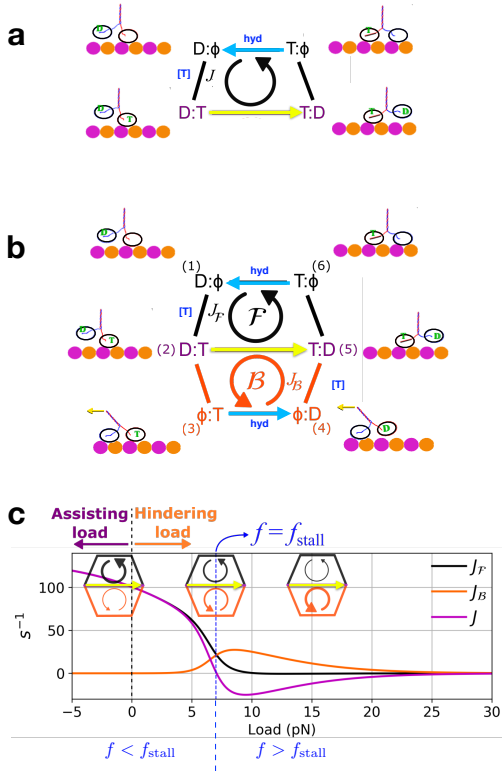 a
D
hyd
D:ϕ
T:ϕ
T
[T]
J
D
T
D:T
T:D
T
D
b
D
hyd
T
(1)
(6)
D:ϕ
T:ϕ
[T]
J_F
F
D
T
(2)
D:T
T:D
(5)
T
D
B
J_B
[T]
T
ϕ:T
ϕ:D
D
(3)
hyd
(4)
c
Assisting load
Hindering load
f = f_stall
J_F
J_B
J
s⁻¹
100
50
0
−5
0
5
10
15
20
25
30
Load (pN)
f < f_stall
f > f_stall